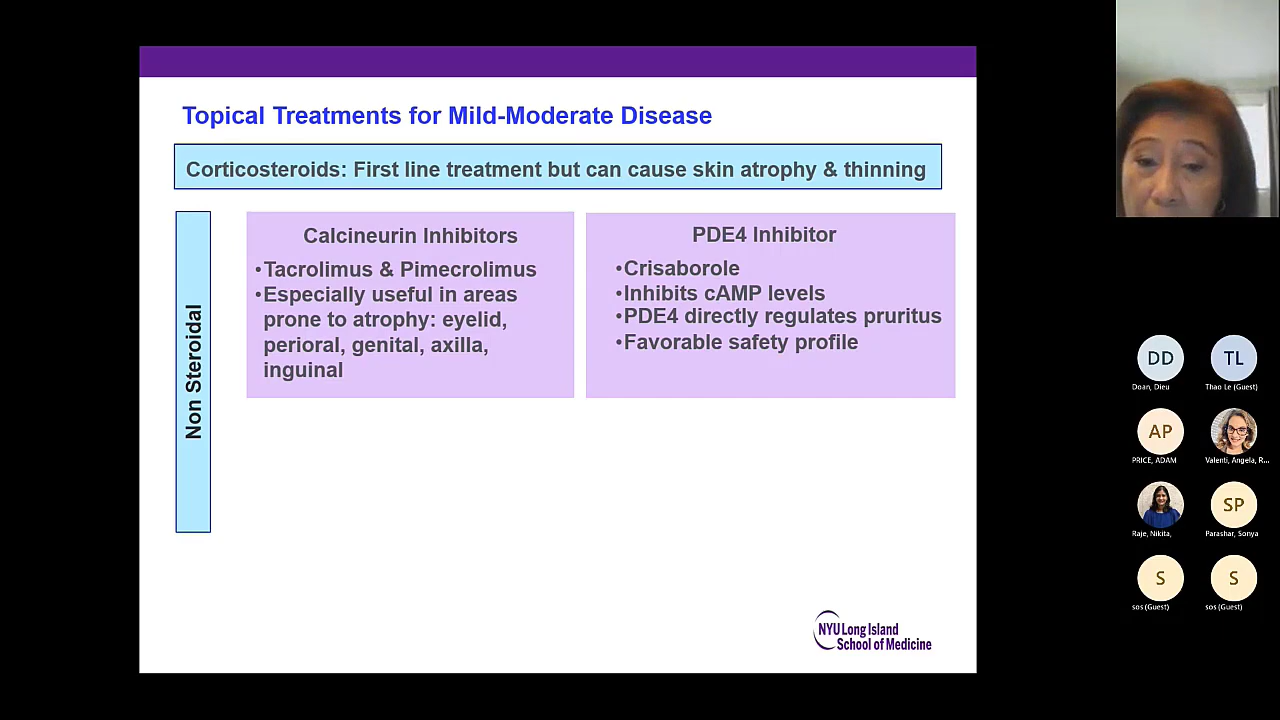 Topical Treatments for Mild-Moderate Disease
Corticosteroids: First line treatment but can cause skin atrophy & thinning
Non Steroidal
Calcineurin Inhibitors
•Tacrolimus & Pimecrolimus
•Especially useful in areas
prone to atrophy: eyelid,
perioral, genital, axilla,
inguinal
PDE4 Inhibitor
•Crisaborole
•Inhibits cAMP levels
•PDE4 directly regulates pruritus
•Favorable safety profile
NYU Long Island
School of Medicine
DD
Doan, Dieu
TL
Thao Le (Guest)
AP
PRICE, ADAM
Valenti, Angela, R...
Raje, Nikita,
SP
Parashar, Sonya
S
sos (Guest)
S
sos (Guest)